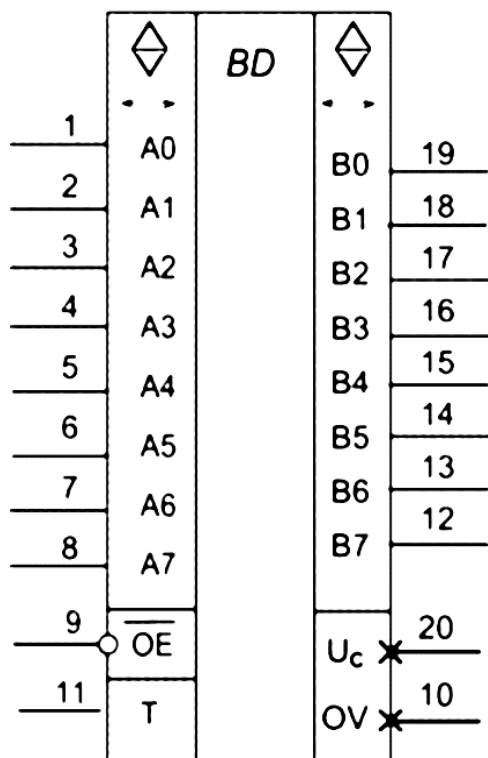 BD
1 A0 B0 19
2 A1 B1 18
3 A2 B2 17
4 A3 B3 16
5 A4 B4 15
6 A5 B5 14
7 A6 B6 13
8 A7 B7 12
9 OE Uc 20
11 T OV 10